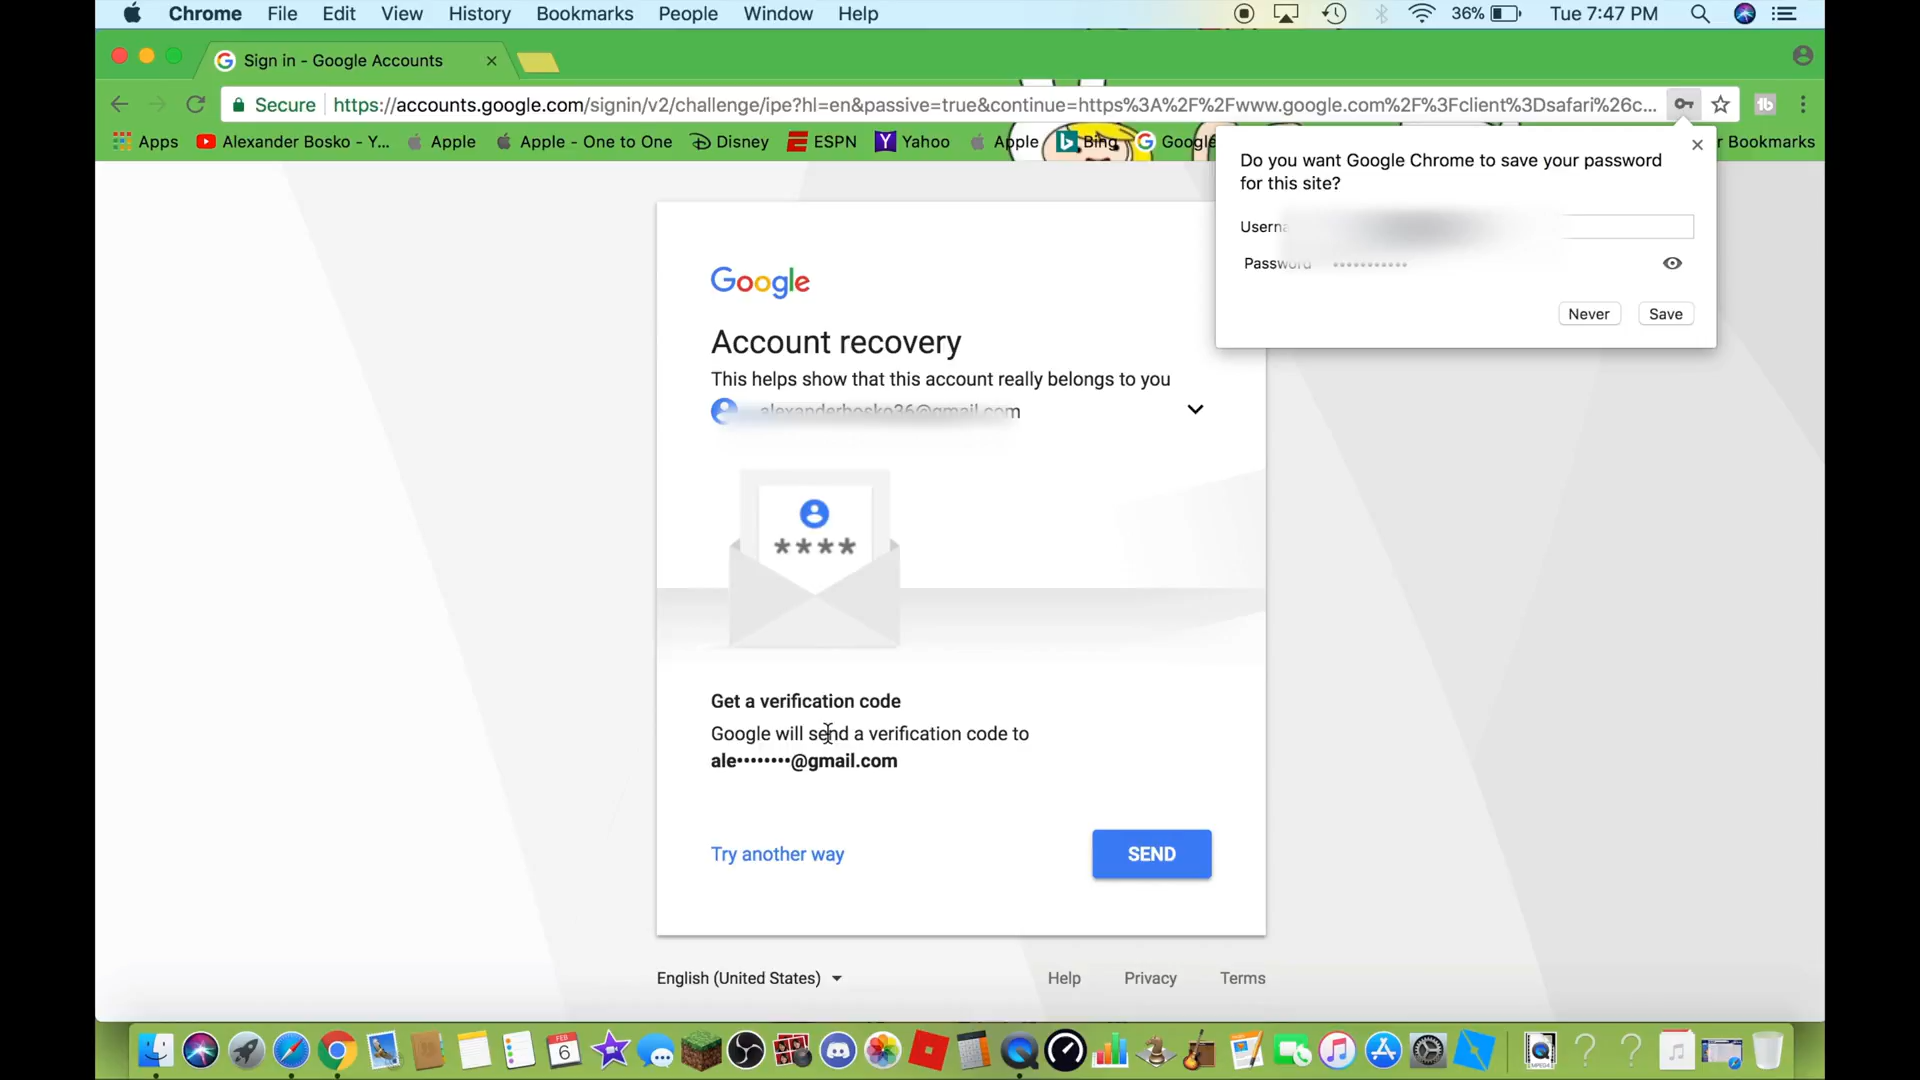 Chrome File Edit View History Bookmarks People Window Help 36% Tue 7:47 PM
Sign in - Google Accounts
Secure https://accounts.google.com/signin/v2/challenge/ipe?hl=en&passive=true&continue=https%3A%2F%2Fwww.google.com%2F%3Fclient%3Dsafari%26c...
Apps Alexander Bosko - Y... Apple Apple - One to One Disney ESPN Yahoo Apple Bing Google r Bookmarks
Do you want Google Chrome to save your password
for this site?
Userna
Password •••••••••••
Never Save
Google
Account recovery
This helps show that this account really belongs to you
****
Get a verification code
Google will send a verification code to
ale••••••••@gmail.com
Try another way SEND
English (United States) Help Privacy Terms
FEB
6